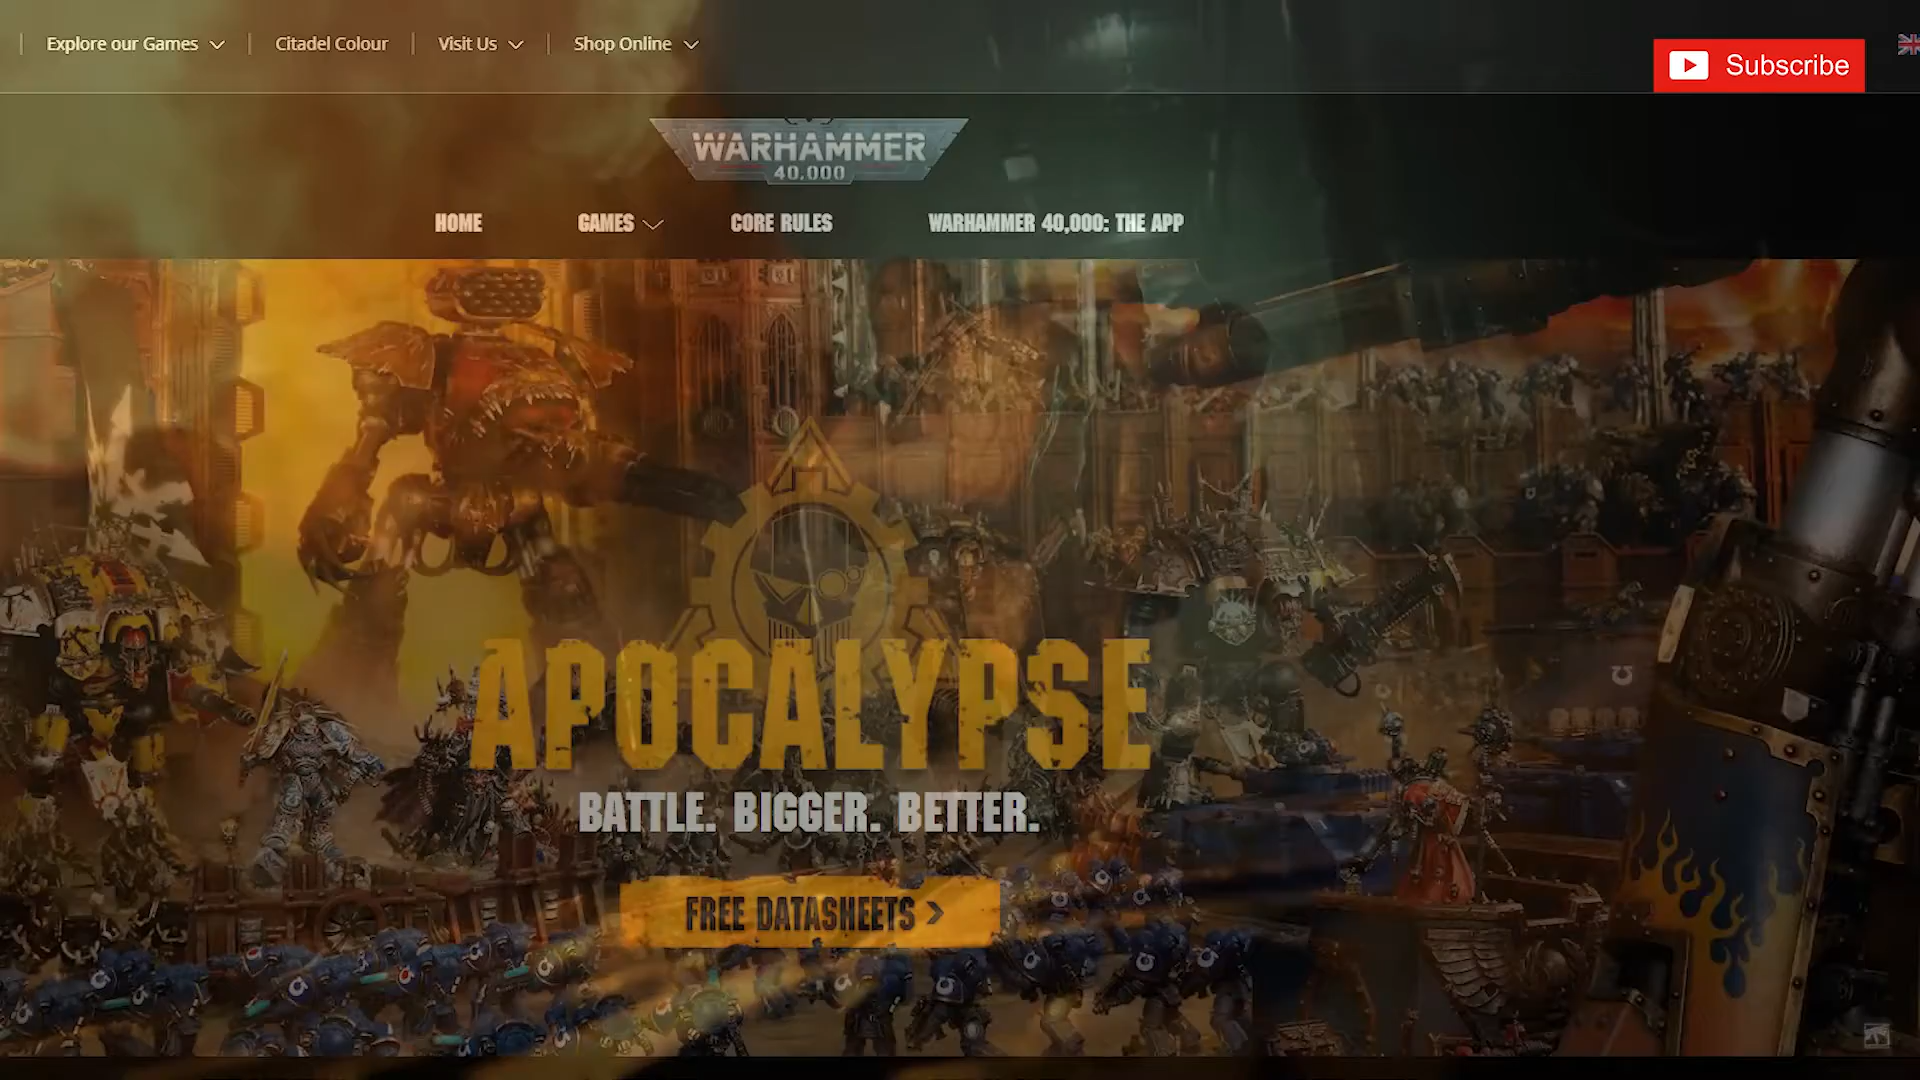 Explore our Games
Citadel Colour
Visit Us
Shop Online
Subscribe
WARHAMMER
40,000
HOME
GAMES
CORE RULES
WARHAMMER 40,000: THE APP
APOCALYPSE
BATTLE. BIGGER. BETTER.
FREE DATASHEETS >